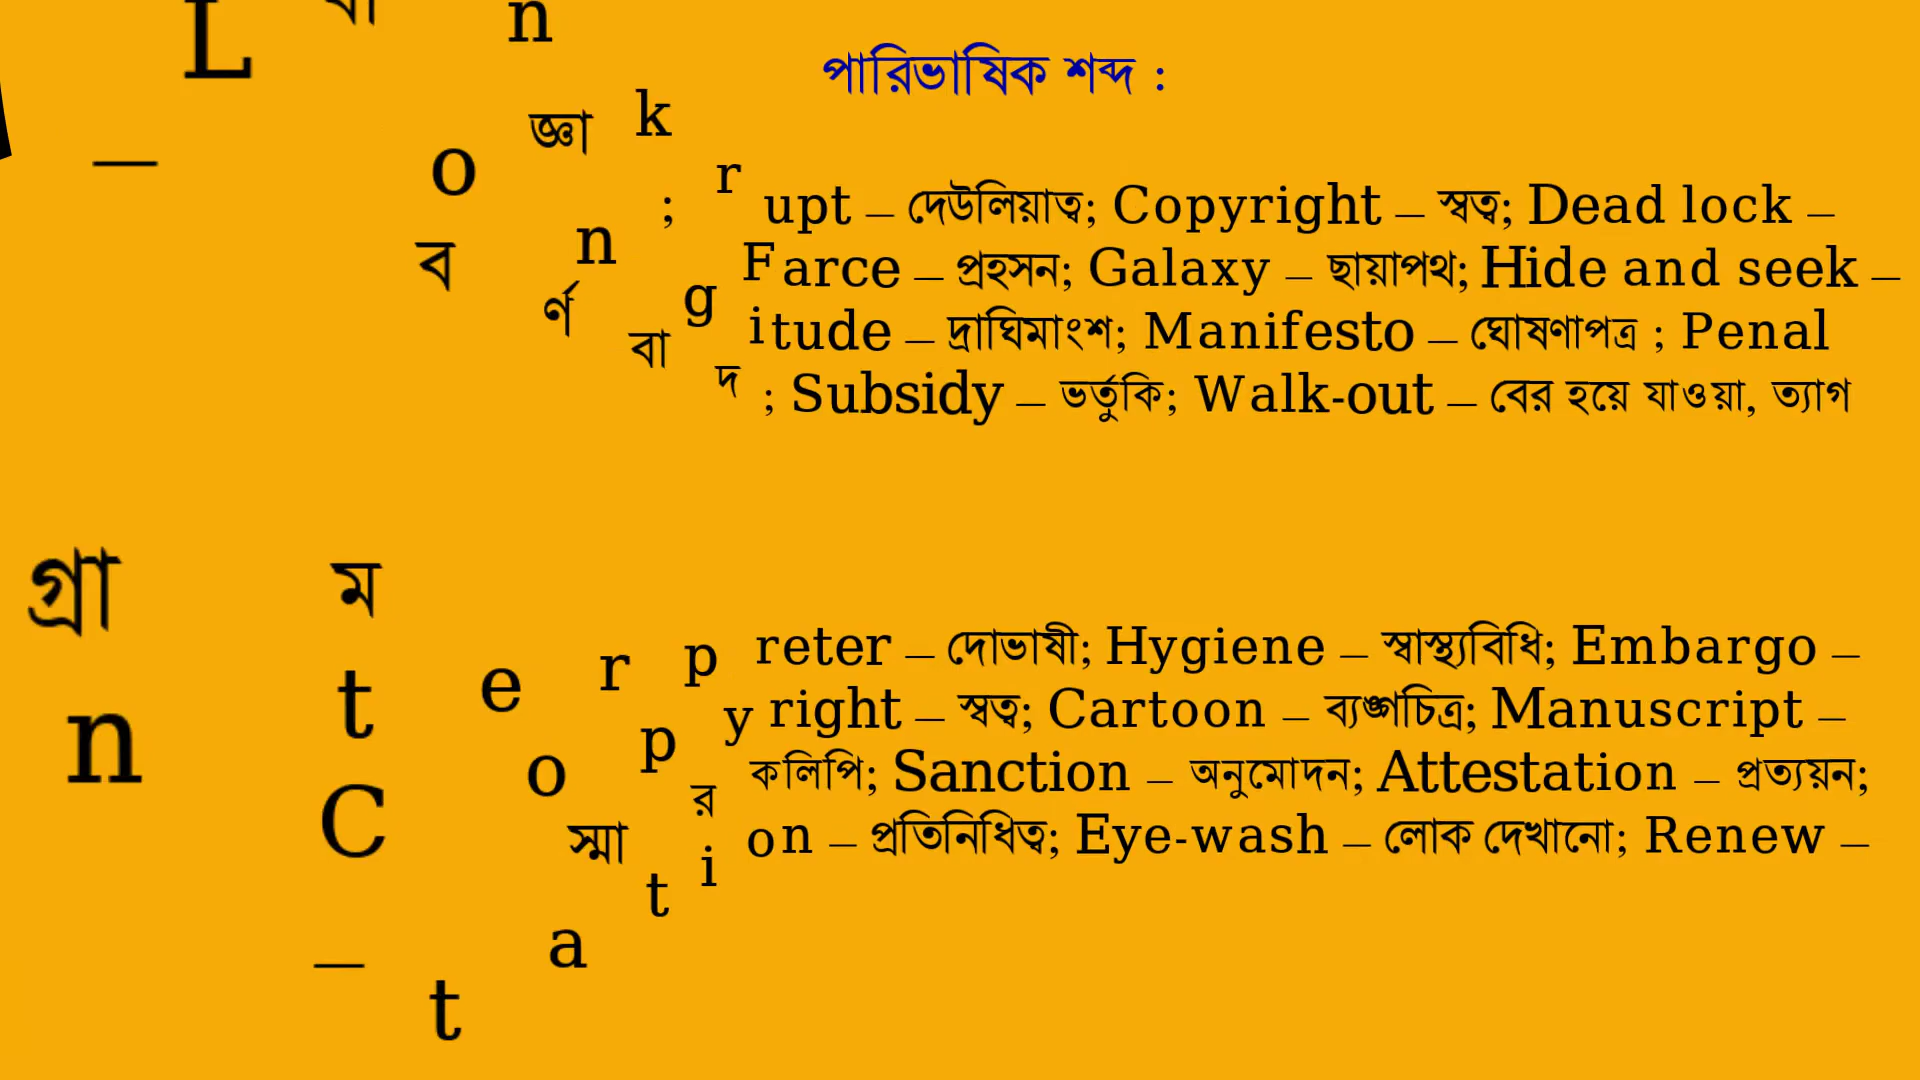 পারিভাষিক শব্দ :
upt – দেউলিয়াত্ব; Copyright – স্বত্ব; Dead lock –
Farce – প্রহসন; Galaxy – ছায়াপথ; Hide and seek –
itude – দ্রাঘিমাংশ; Manifesto – ঘোষণাপত্র ; Penal
; Subsidy – ভর্তুকি; Walk-out – বের হয়ে যাওয়া, ত্যাগ
reter – দোভাষী; Hygiene – স্বাস্থ্যবিধি; Embargo –
y right – স্বত্ব; Cartoon – ব্যঙ্গচিত্র; Manuscript –
কলিপি; Sanction – অনুমোদন; Attestation – প্রত্যয়ন;
on – প্রতিনিধিত্ব; Eye-wash – লোক দেখানো; Renew –